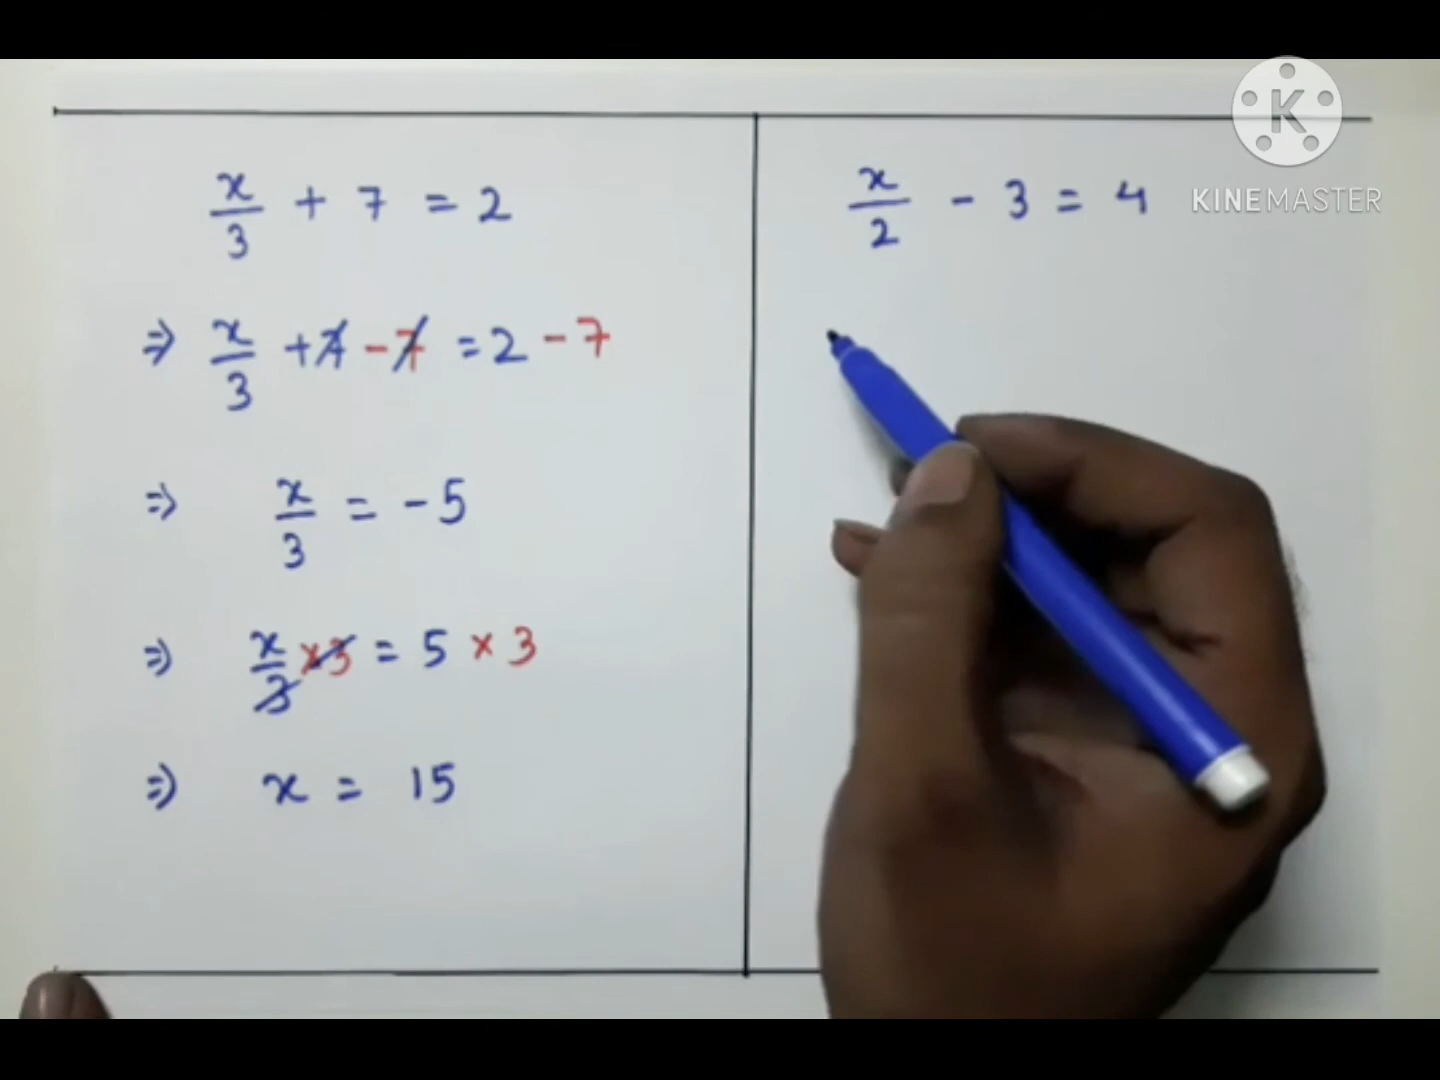 x/3 + 7 = 2
⇒ x/3 + 7 - 7 = 2 - 7
⇒ x/3 = - 5
⇒ x/3 × 3 = 5 × 3
⇒ x = 15
x/2 - 3 = 4
K
KINEMASTER